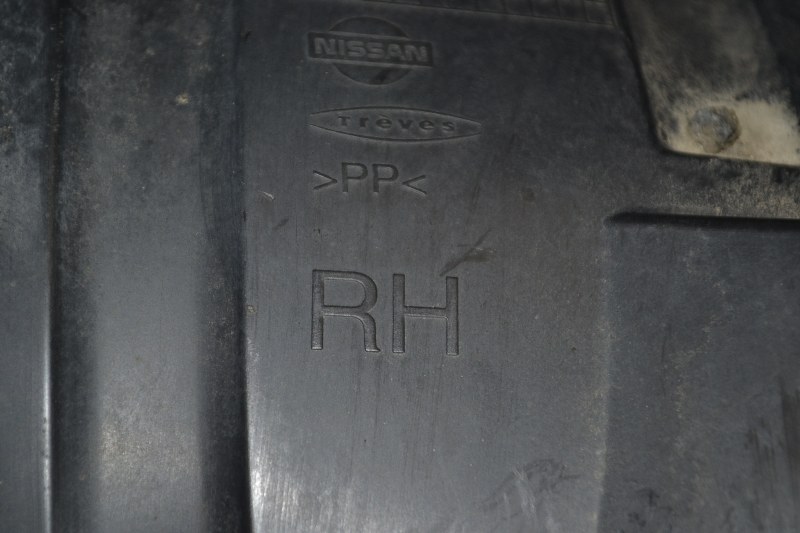 NISSAN
Treves
>PP<
RH